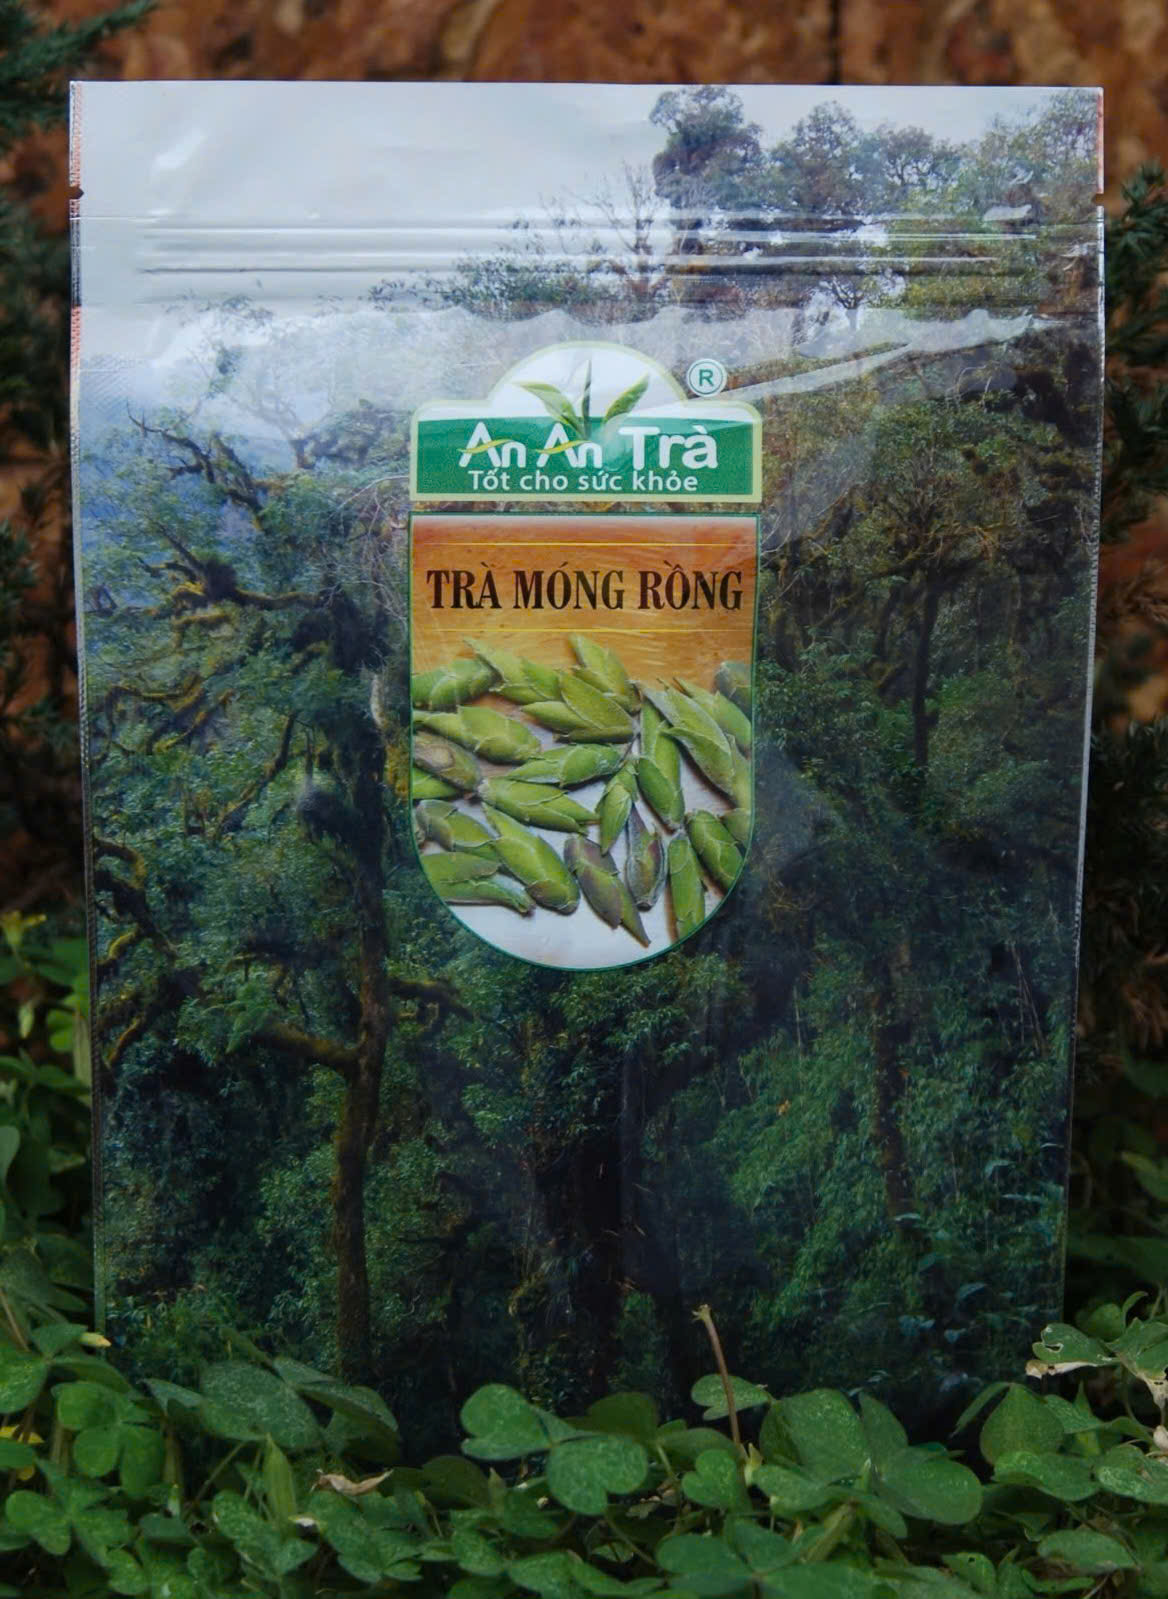 ®
An An Trà
Tốt cho sức khỏe
TRÀ MÓNG RỒNG